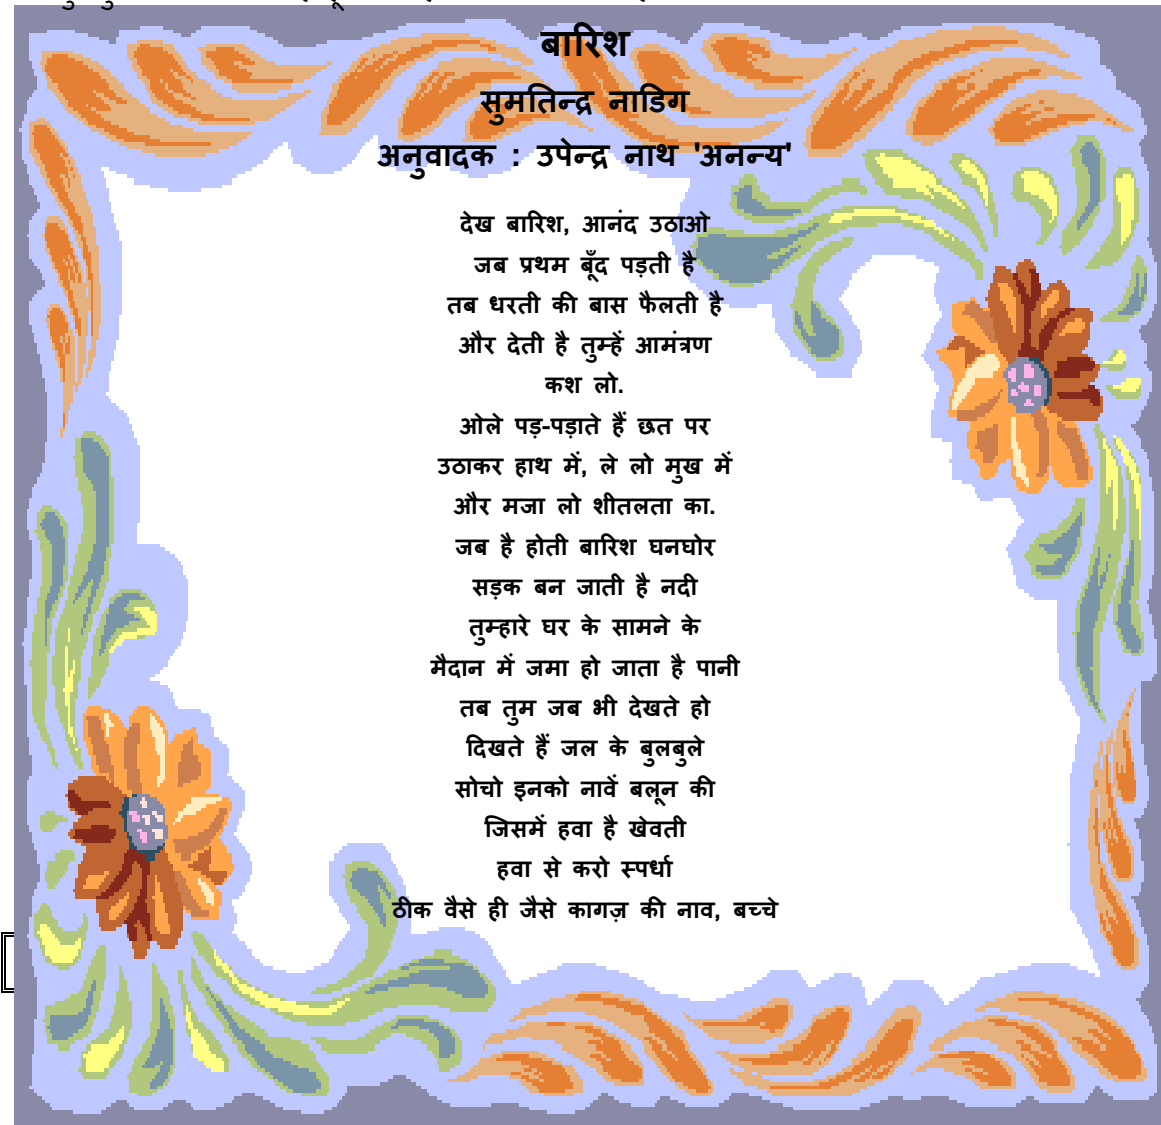 बारिश
सुमतिन्द्र नाडिग
अनुवादक : उपेन्द्र नाथ 'अनन्य'
देख बारिश, आनंद उठाओ
जब प्रथम बूँद पड़ती है
तब धरती की बास फैलती है
और देती है तुम्हें आमंत्रण
कश लो.
ओले पड़-पड़ाते हैं छत पर
उठाकर हाथ में, ले लो मुख में
और मजा लो शीतलता का.
जब है होती बारिश घनघोर
सड़क बन जाती है नदी
तुम्हारे घर के सामने के
मैदान में जमा हो जाता है पानी
तब तुम जब भी देखते हो
दिखते हैं जल के बुलबुले
सोचो इनको नावें बलून की
जिसमें हवा है खेवती
हवा से करो स्पर्धा
ठीक वैसे ही जैसे कागज़ की नाव, बच्चे